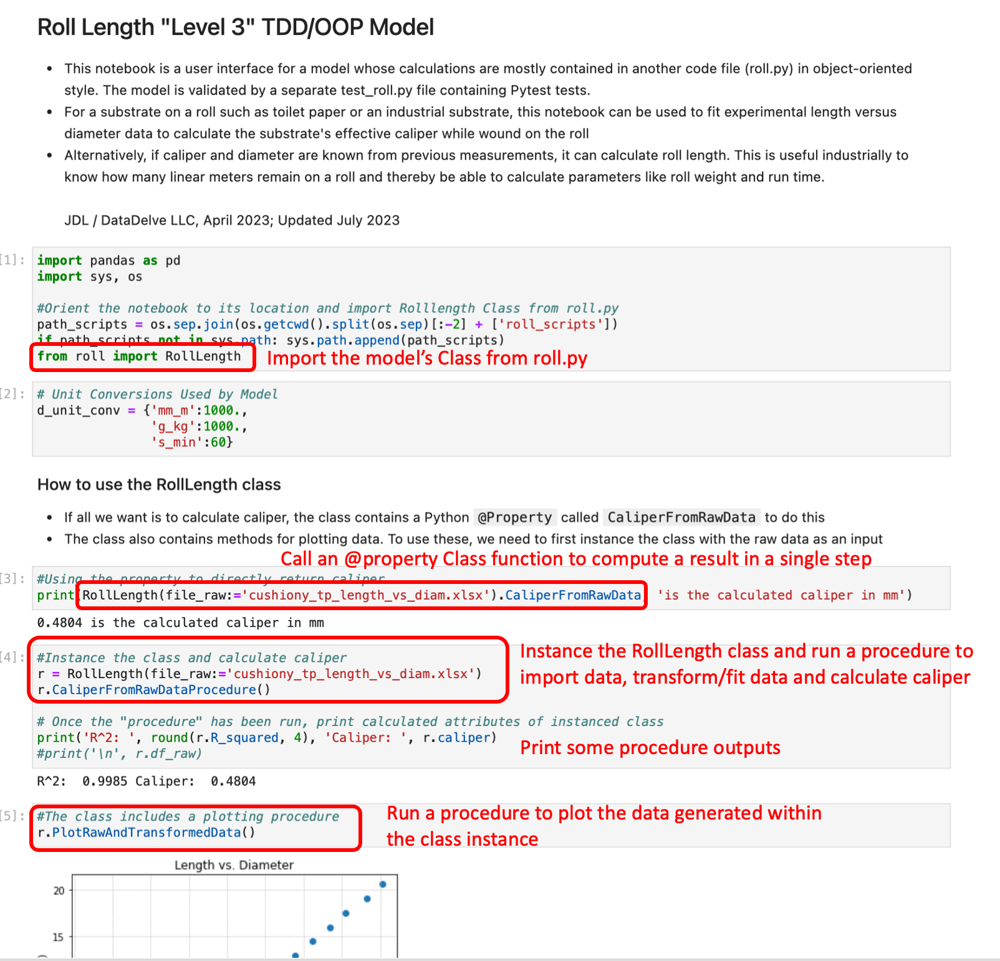 Roll Length "Level 3" TDD/OOP Model
• This notebook is a user interface for a model whose calculations are mostly contained in another code file (roll.py) in object-oriented
style. The model is validated by a separate test_roll.py file containing Pytest tests.
• For a substrate on a roll such as toilet paper or an industrial substrate, this notebook can be used to fit experimental length versus
diameter data to calculate the substrate's effective caliper while wound on the roll
• Alternatively, if caliper and diameter are known from previous measurements, it can calculate roll length. This is useful industrially to
know how many linear meters remain on a roll and thereby be able to calculate parameters like roll weight and run time.
JDL / DataDelve LLC, April 2023; Updated July 2023
[1]: import pandas as pd
import sys, os
#Orient the notebook to its location and import Rolllength Class from roll.py
path_scripts = os.sep.join(os.getcwd().split(os.sep)[:-2] + ['roll_scripts'])
if path_scripts not in sys.path: sys.path.append(path_scripts)
from roll import RollLength Import the model’s Class from roll.py
[2]: # Unit Conversions Used by Model
d_unit_conv = {'mm_m':1000.,
'g_kg':1000.,
's_min':60}
How to use the RollLength class
• If all we want is to calculate caliper, the class contains a Python @Property called CaliperFromRawData to do this
• The class also contains methods for plotting data. To use these, we need to first instance the class with the raw data as an input
Call an @property Class function to compute a result in a single step
[3]: #Using the property to directly return caliper
print(RollLength(file_raw:='cushiony_tp_length_vs_diam.xlsx').CaliperFromRawData, 'is the calculated caliper in mm')
0.4804 is the calculated caliper in mm
[4]: #Instance the class and calculate caliper
r = RollLength(file_raw:='cushiony_tp_length_vs_diam.xlsx')
r.CaliperFromRawDataProcedure()
Instance the RollLength class and run a procedure to
import data, transform/fit data and calculate caliper
# Once the "procedure" has been run, print calculated attributes of instanced class
print('R^2: ', round(r.R_squared, 4), 'Caliper: ', r.caliper)
#print('\n', r.df_raw)
Print some procedure outputs
R^2:  0.9985 Caliper:  0.4804
[5]: #The class includes a plotting procedure
r.PlotRawAndTransformedData()
Run a procedure to plot the data generated within
the class instance
Length vs. Diameter
20
15